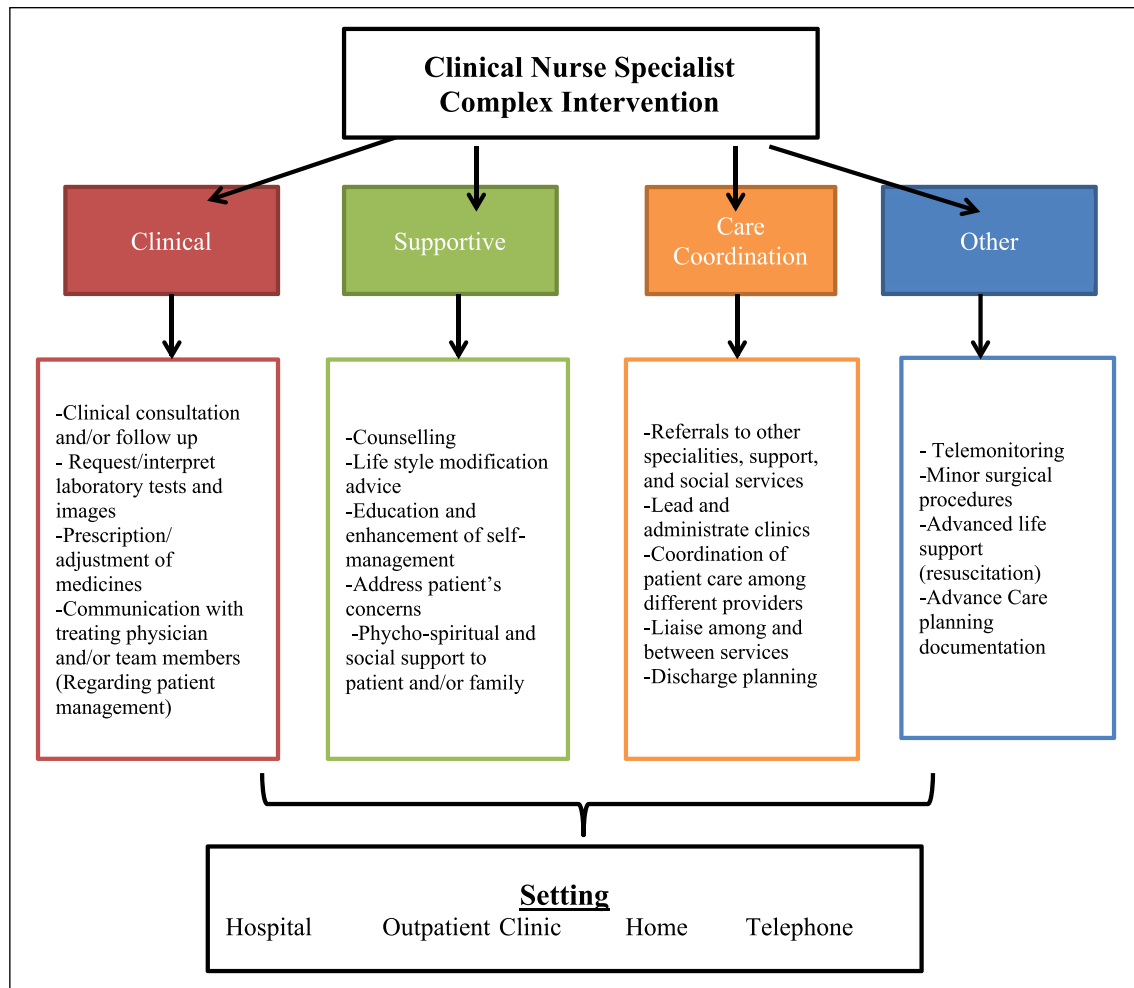 Clinical Nurse Specialist
Complex Intervention
Clinical
Supportive
Care
Coordination
Other
-Clinical consultation
and/or follow up
- Request/interpret
laboratory tests and
images
-Prescription/
adjustment of
medicines
-Communication with
treating physician
and/or team members
(Regarding patient
management)
-Counselling
-Life style modification
advice
-Education and
enhancement of self-
management
-Address patient’s
concerns
-Phycho-spiritual and
social support to
patient and/or family
-Referrals to other
specialities, support,
and social services
-Lead and
administrate clinics
-Coordination of
patient care among
different providers
-Liaise among and
between services
-Discharge planning
- Telemonitoring
-Minor surgical
procedures
-Advanced life
support
(resuscitation)
-Advance Care
planning
documentation
Setting
Hospital Outpatient Clinic Home Telephone